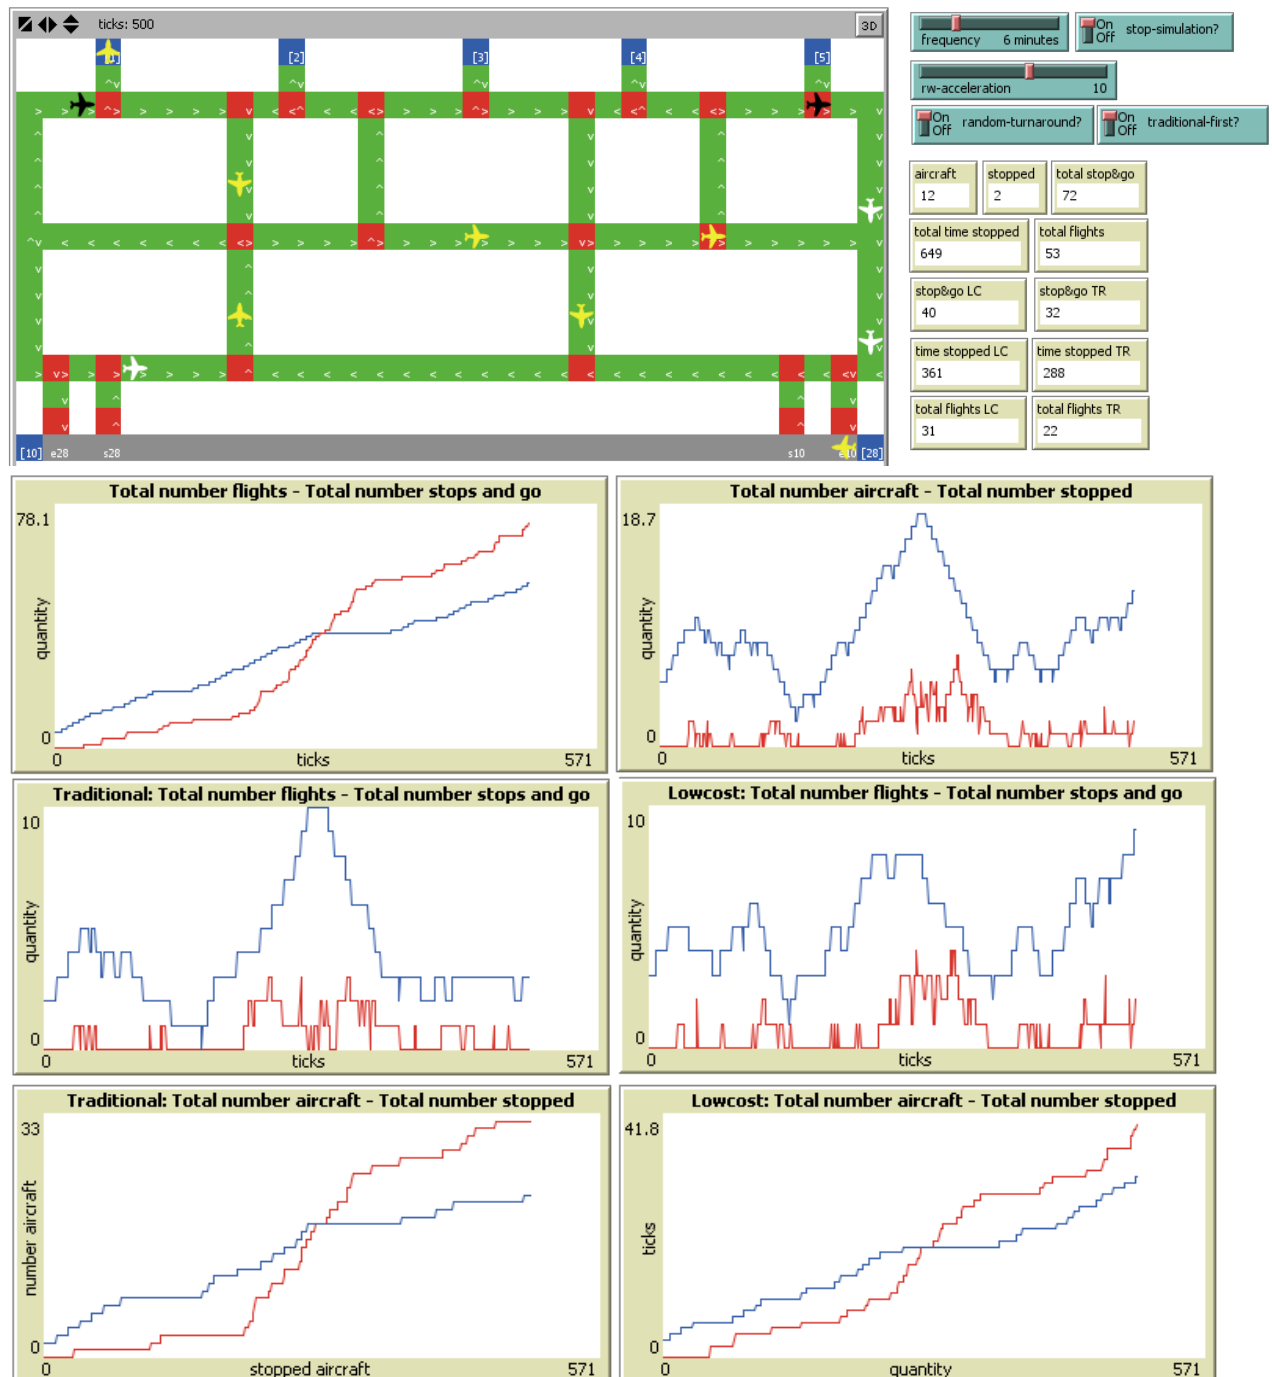 ticks: 500
3D
[1] [2] [3] [4] [5]
[10] e28 s28 s10 e10 [28]
frequency 6 minutes
On
Off
stop-simulation?
rw-acceleration 10
On
Off
random-turnaround?
On
Off
traditional-first?
aircraft
12
stopped
2
total stop&go
72
total time stopped
649
total flights
53
stop&go LC
40
stop&go TR
32
time stopped LC
361
time stopped TR
288
total flights LC
31
total flights TR
22
Total number flights - Total number stops and go
78.1
quantity
0
0 ticks 571
Total number aircraft - Total number stopped
18.7
quantity
0
0 ticks 571
Traditional: Total number flights - Total number stops and go
10
quantity
0
0 ticks 571
Lowcost: Total number flights - Total number stops and go
10
quantity
0
0 ticks 571
Traditional: Total number aircraft - Total number stopped
33
number aircraft
0
0 stopped aircraft 571
Lowcost: Total number aircraft - Total number stopped
41.8
ticks
0
0 quantity 571